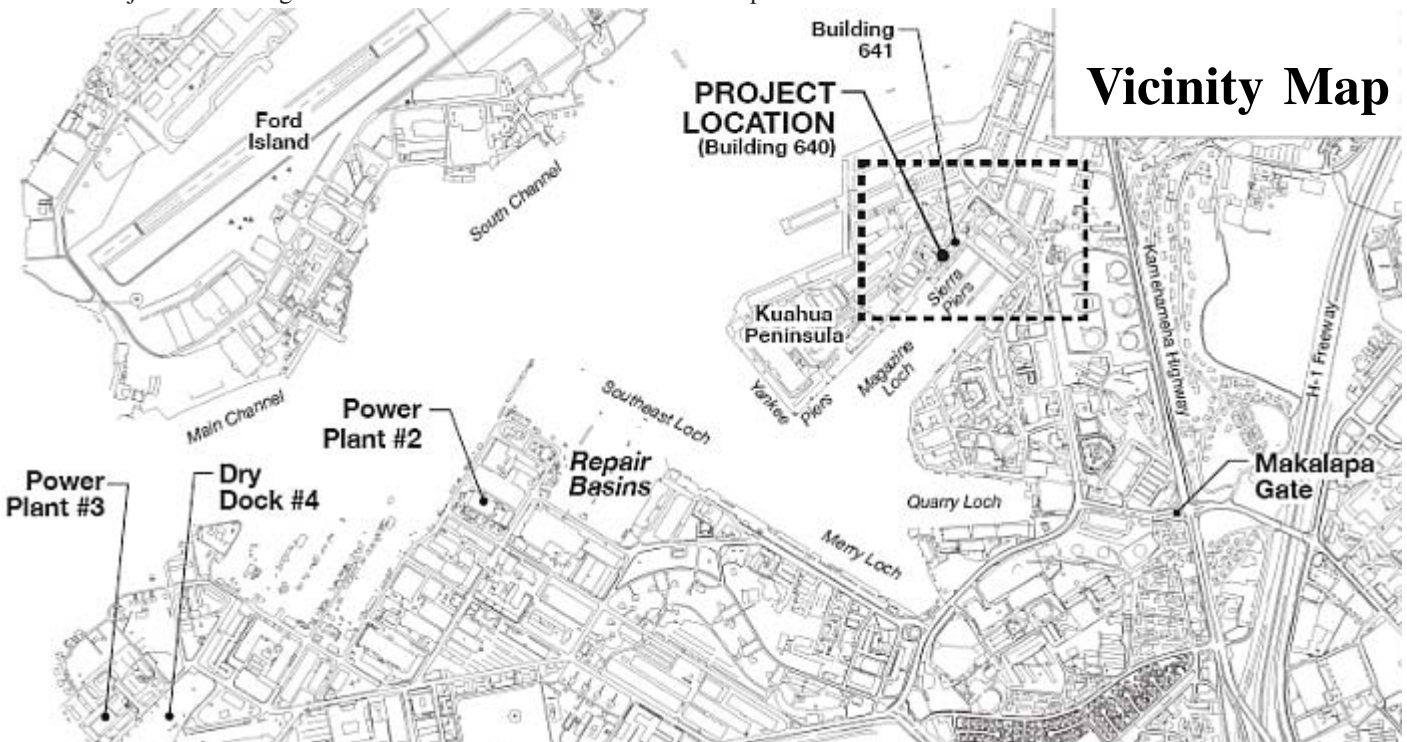 Vicinity Map
Building
641
PROJECT
LOCATION
(Building 640)
Ford
Island
South Channel
Sierra
Piers
Kuahua
Peninsula
Kamehameha Highway
H-1 Freeway
Magazine
Loch
Yankee
Piers
Main Channel
Southeast Loch
Power
Plant #2
Repair
Basins
Makalapa
Gate
Power
Plant #3
Dry
Dock #4
Quarry Loch
Merry Loch